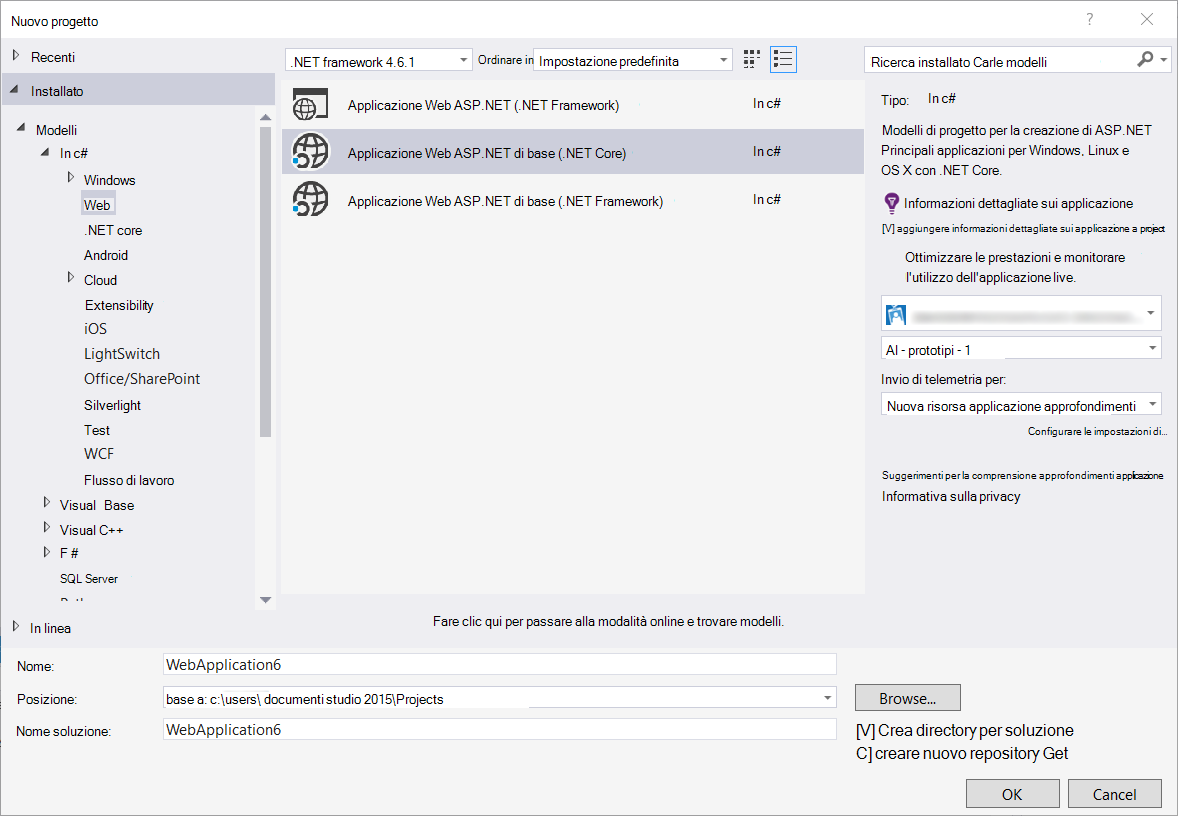 Nuovo progetto
?
Recenti
Installato
Modelli
In c#
Windows
Web
.NET core
Android
Cloud
Extensibility
iOS
LightSwitch
Office/SharePoint
Silverlight
Test
WCF
Flusso di lavoro
Visual Base
Visual C++
F #
SQL Server
In linea
.NET framework 4.6.1 Ordinare in Impostazione predefinita
Applicazione Web ASP.NET (.NET Framework) In c#
Applicazione Web ASP.NET di base (.NET Core) In c#
Applicazione Web ASP.NET di base (.NET Framework) In c#
Fare clic qui per passare alla modalità online e trovare modelli.
Ricerca installato Carle modelli
Tipo: In c#
Modelli di progetto per la creazione di ASP.NET
Principali applicazioni per Windows, Linux e
OS X con .NET Core.
Informazioni dettagliate sui applicazione
[V] aggiungere informazioni dettagliate sui applicazione a project
Ottimizzare le prestazioni e monitorare
l'utilizzo dell'applicazione live.
AI - prototipi - 1
Invio di telemetria per:
Nuova risorsa applicazione approfondimenti
Configurare le impostazioni di...
Suggerimenti per la comprensione approfondimenti applicazione
Informativa sulla privacy
Nome: WebApplication6
Posizione: base a: c:\users\ documenti studio 2015\Projects
Browse...
Nome soluzione: WebApplication6
[V] Crea directory per soluzione
C] creare nuovo repository Get
OK
Cancel